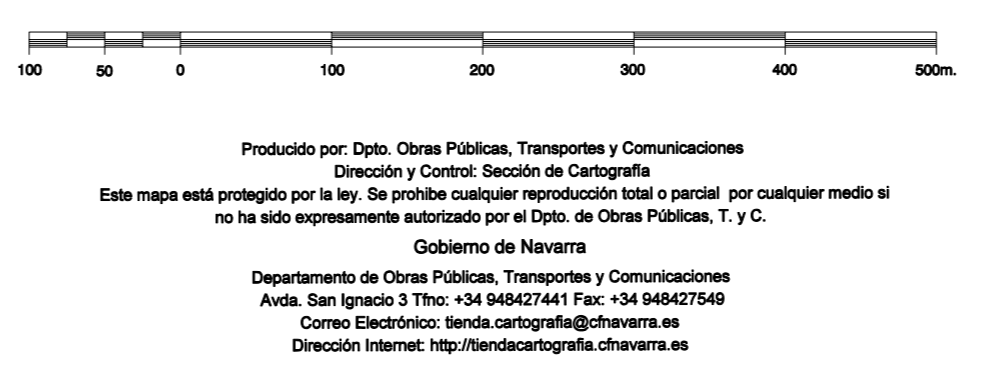 100 50 0 100 200 300 400 500m.
Producido por: Dpto. Obras Públicas, Transportes y Comunicaciones
Dirección y Control: Sección de Cartografía
Este mapa está protegido por la ley. Se prohibe cualquier reproducción total o parcial por cualquier medio si
no ha sido expresamente autorizado por el Dpto. de Obras Públicas, T. y C.
Gobierno de Navarra
Departamento de Obras Públicas, Transportes y Comunicaciones
Avda. San Ignacio 3 Tfno: +34 948427441 Fax: +34 948427549
Correo Electrónico: tienda.cartografia@cfnavarra.es
Dirección Internet: http://tiendacartografia.cfnavarra.es